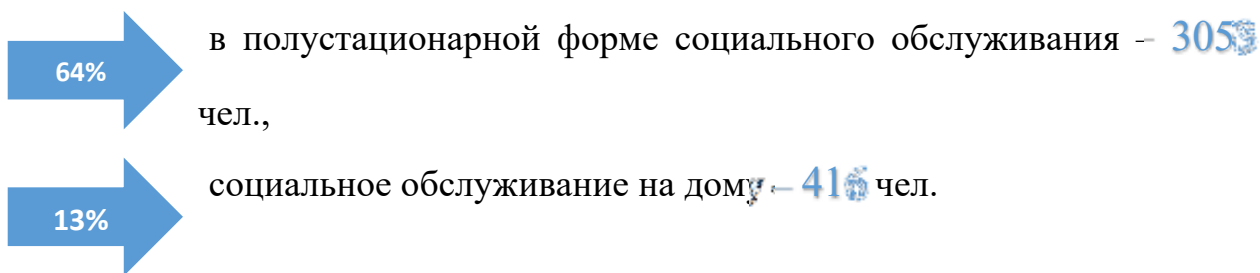 в полустационарной форме социального обслуживания –
64%
чел.,
социальное обслуживание на дому – чел.
13%